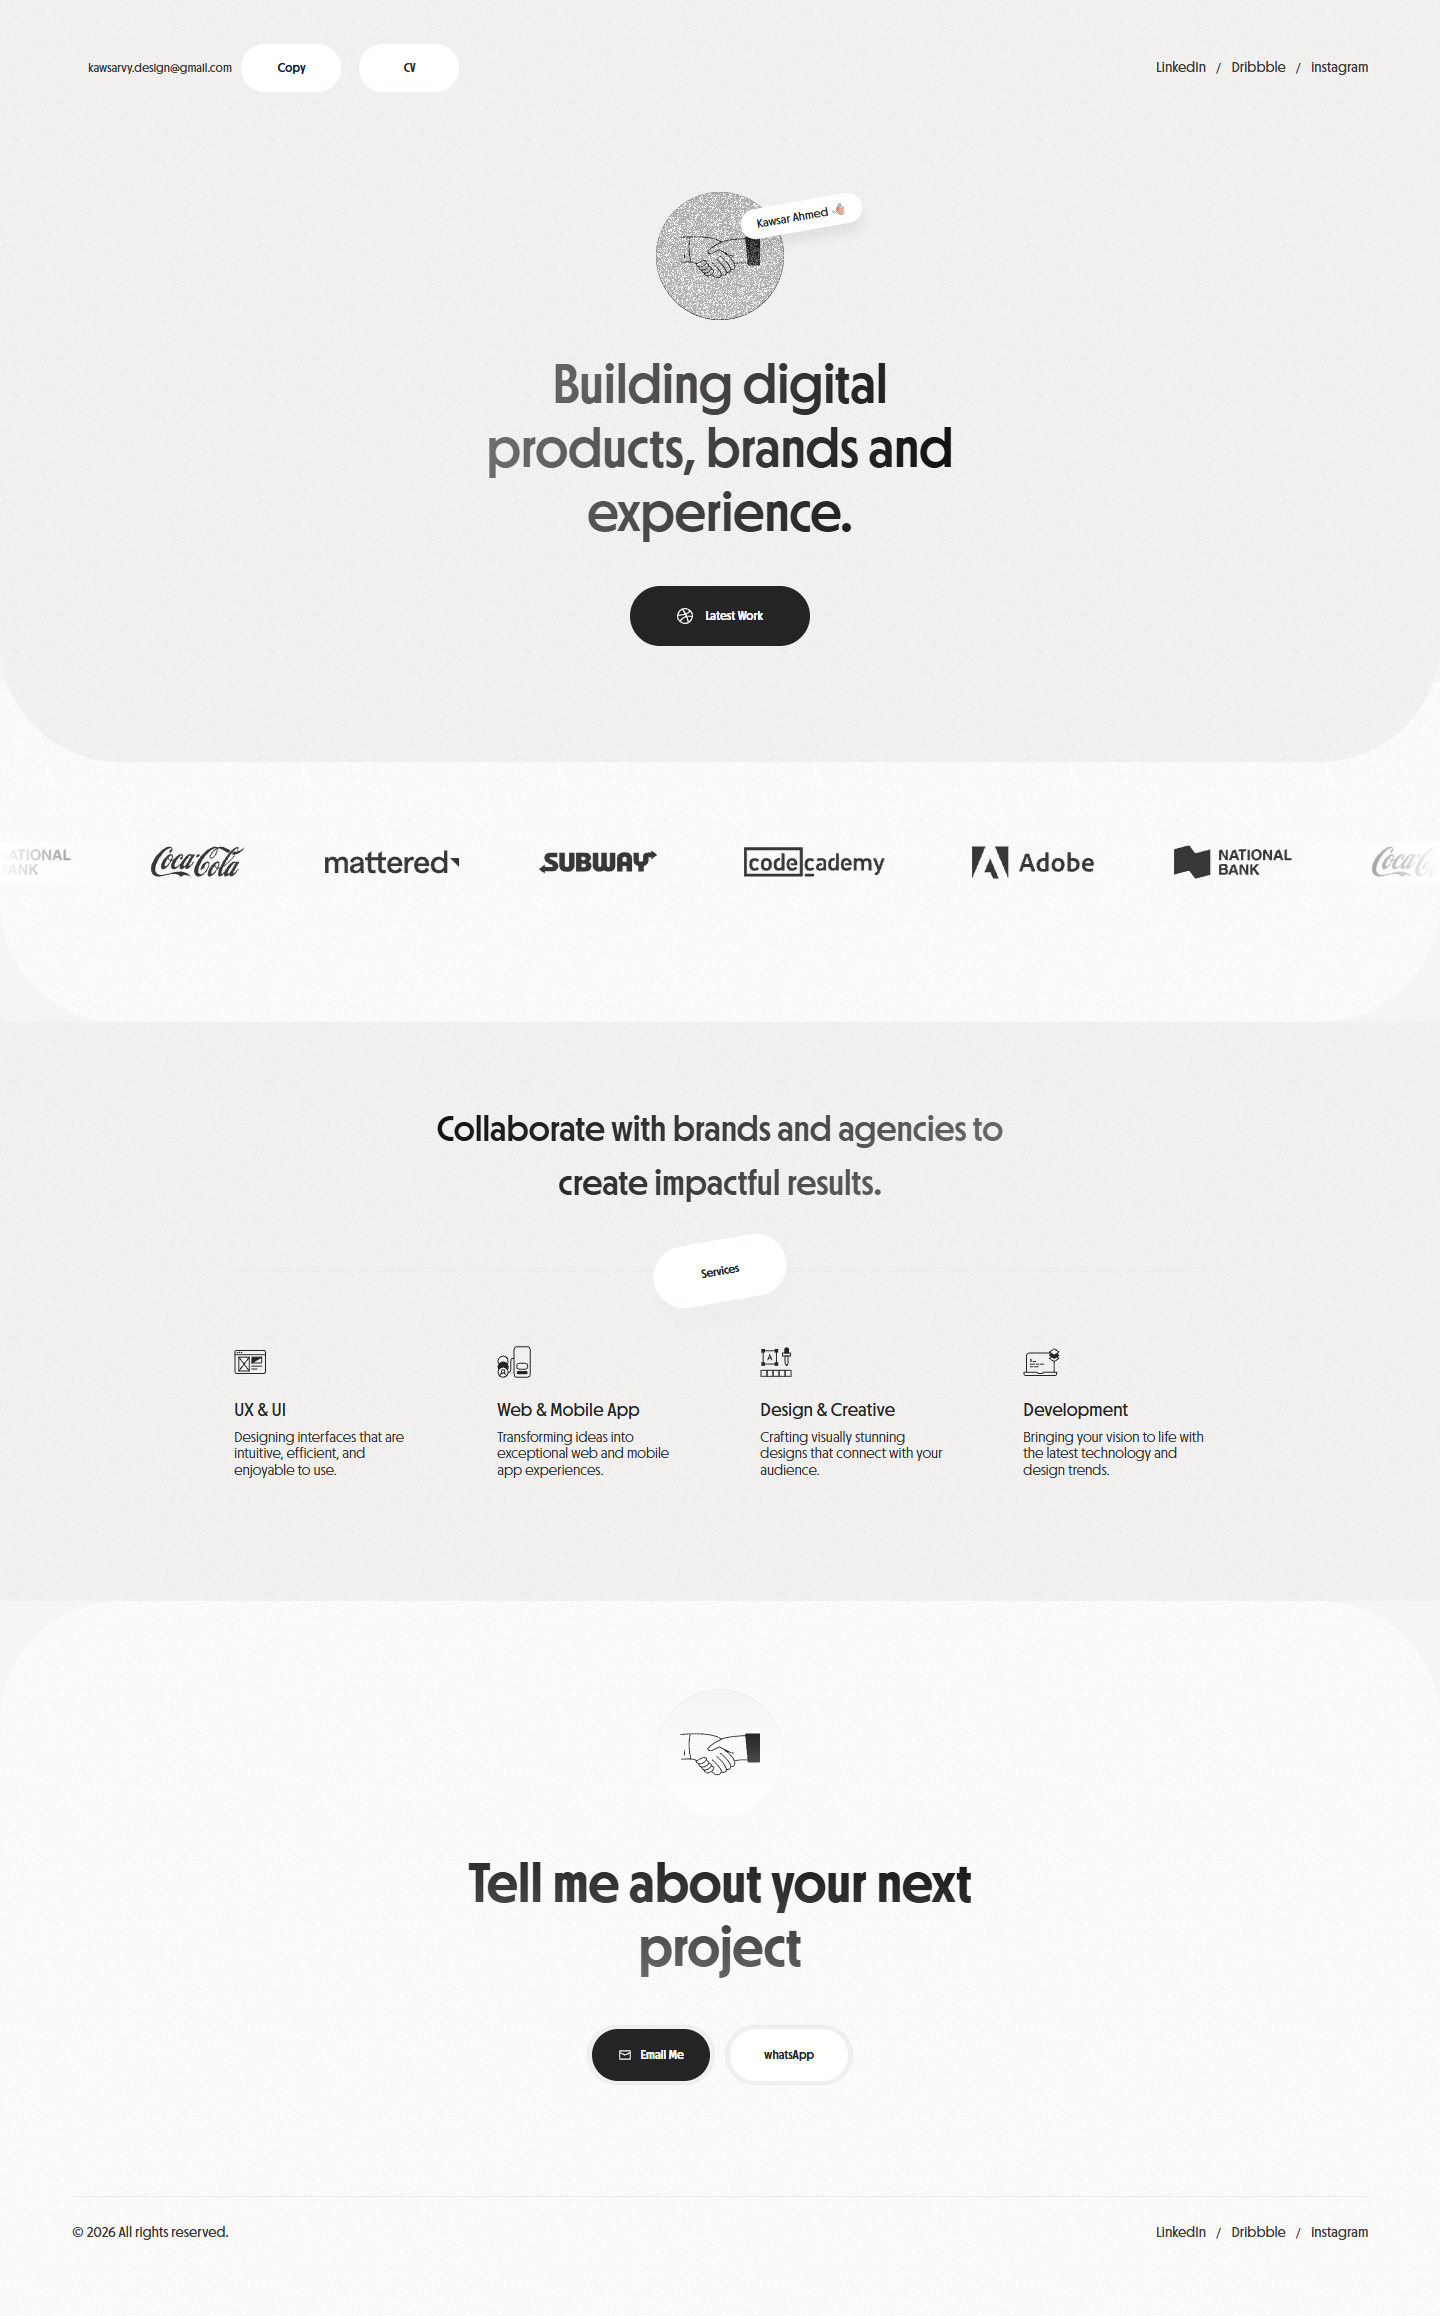 kawsarvy.design@gmail.com Copy CV LinkedIn / Dribbble / instagram
Kawsar Ahmed 👋🏼
Building digital
products, brands and
experience.
Latest Work
NATIONAL
BANK
Coca-Cola mattered SUBWAY codecademy Adobe NATIONAL
BANK
Coca-Co
Collaborate with brands and agencies to
create impactful results.
Services
UX & UI
Designing interfaces that are
intuitive, efficient, and
enjoyable to use.
Web & Mobile App
Transforming ideas into
exceptional web and mobile
app experiences.
Design & Creative
Crafting visually stunning
designs that connect with your
audience.
Development
Bringing your vision to life with
the latest technology and
design trends.
Tell me about your next
project
Email Me whatsApp
© 2026 All rights reserved. LinkedIn / Dribbble / instagram